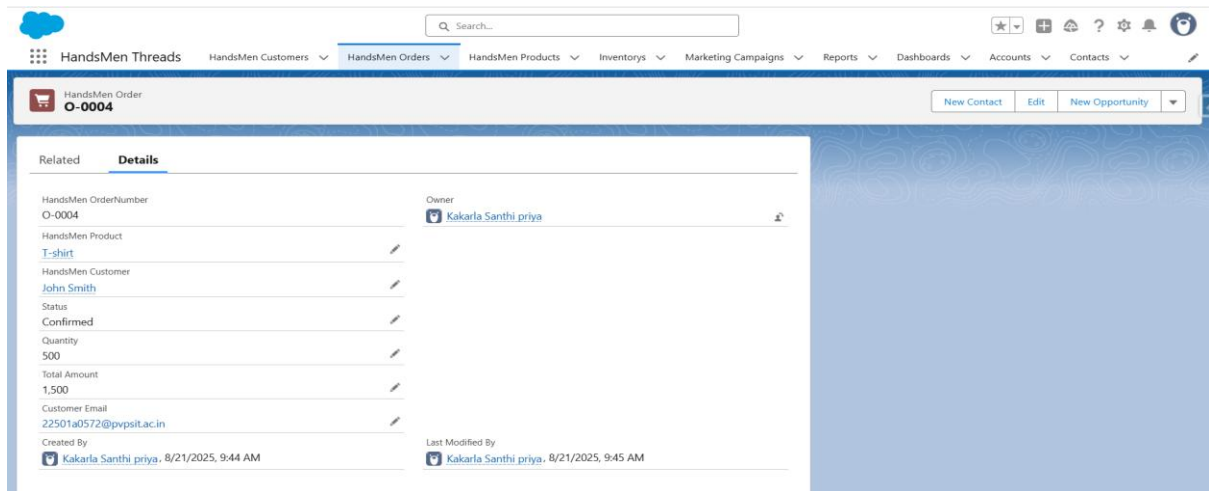 Search...
HandsMen Threads HandsMen Customers HandsMen Orders HandsMen Products Inventorys Marketing Campaigns Reports Dashboards Accounts Contacts
HandsMen Order
O-0004
New Contact Edit New Opportunity
Related Details
HandsMen OrderNumber
O-0004
Owner
Kakarla Santhi priya
HandsMen Product
T-shirt
HandsMen Customer
John Smith
Status
Confirmed
Quantity
500
Total Amount
1,500
Customer Email
22501a0572@pvpsit.ac.in
Created By
Kakarla Santhi priya, 8/21/2025, 9:44 AM
Last Modified By
Kakarla Santhi priya, 8/21/2025, 9:45 AM